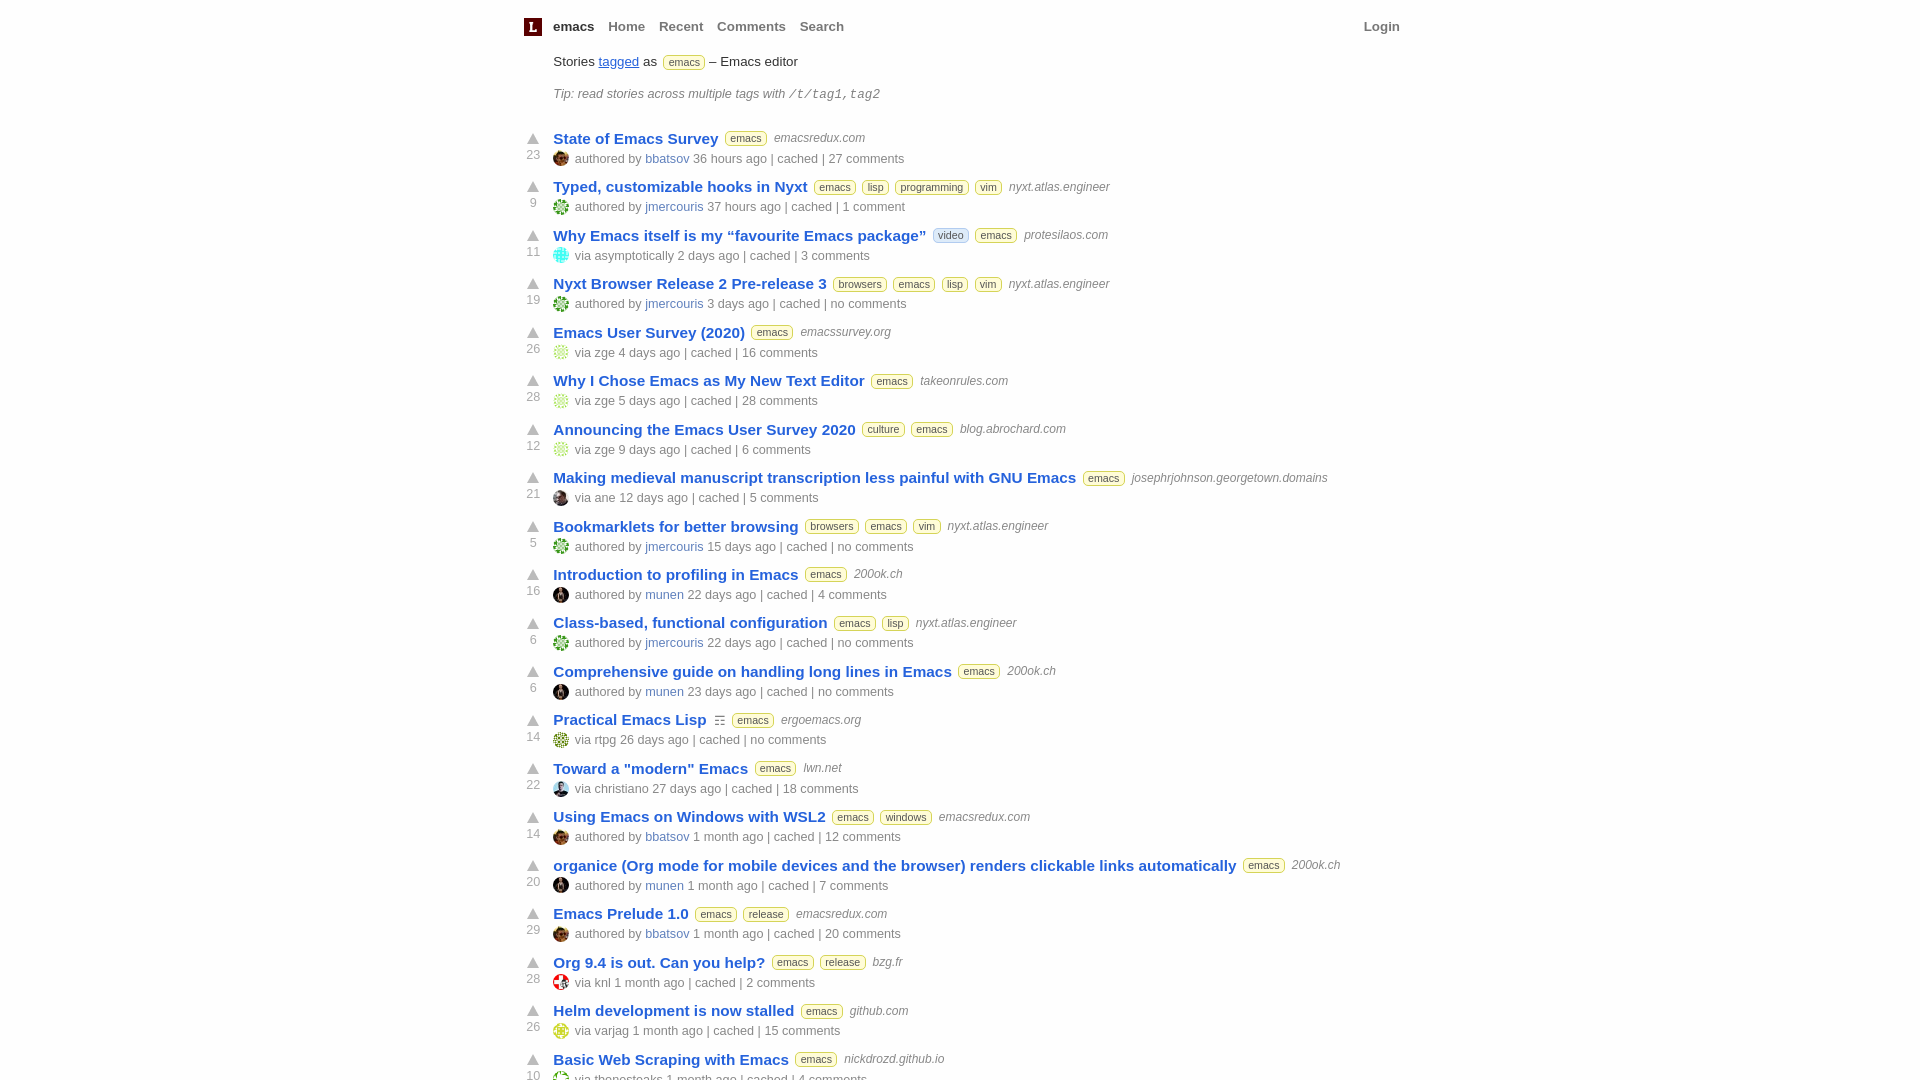 L emacs Home Recent Comments Search Login
Stories tagged as emacs – Emacs editor
Tip: read stories across multiple tags with /t/tag1,tag2
State of Emacs Survey emacs emacsredux.com
23 authored by bbatsov 36 hours ago | cached | 27 comments
Typed, customizable hooks in Nyxt emacs lisp programming vim nyxt.atlas.engineer
9 authored by jmercouris 37 hours ago | cached | 1 comment
Why Emacs itself is my “favourite Emacs package” video emacs protesilaos.com
11 via asymptotically 2 days ago | cached | 3 comments
Nyxt Browser Release 2 Pre-release 3 browsers emacs lisp vim nyxt.atlas.engineer
19 authored by jmercouris 3 days ago | cached | no comments
Emacs User Survey (2020) emacs emacssurvey.org
26 via zge 4 days ago | cached | 16 comments
Why I Chose Emacs as My New Text Editor emacs takeonrules.com
28 via zge 5 days ago | cached | 28 comments
Announcing the Emacs User Survey 2020 culture emacs blog.abrochard.com
12 via zge 9 days ago | cached | 6 comments
Making medieval manuscript transcription less painful with GNU Emacs emacs josephrjohnson.georgetown.domains
21 via ane 12 days ago | cached | 5 comments
Bookmarklets for better browsing browsers emacs vim nyxt.atlas.engineer
5 authored by jmercouris 15 days ago | cached | no comments
Introduction to profiling in Emacs emacs 200ok.ch
16 authored by munen 22 days ago | cached | 4 comments
Class-based, functional configuration emacs lisp nyxt.atlas.engineer
6 authored by jmercouris 22 days ago | cached | no comments
Comprehensive guide on handling long lines in Emacs emacs 200ok.ch
6 authored by munen 23 days ago | cached | no comments
Practical Emacs Lisp ☶ emacs ergoemacs.org
14 via rtpg 26 days ago | cached | no comments
Toward a "modern" Emacs emacs lwn.net
22 via christiano 27 days ago | cached | 18 comments
Using Emacs on Windows with WSL2 emacs windows emacsredux.com
14 authored by bbatsov 1 month ago | cached | 12 comments
organice (Org mode for mobile devices and the browser) renders clickable links automatically emacs 200ok.ch
20 authored by munen 1 month ago | cached | 7 comments
Emacs Prelude 1.0 emacs release emacsredux.com
29 authored by bbatsov 1 month ago | cached | 20 comments
Org 9.4 is out. Can you help? emacs release bzg.fr
28 via knl 1 month ago | cached | 2 comments
Helm development is now stalled emacs github.com
26 via varjag 1 month ago | cached | 15 comments
Basic Web Scraping with Emacs emacs nickdrozd.github.io
10 via thonesteaks 1 month ago | cached | 4 comments